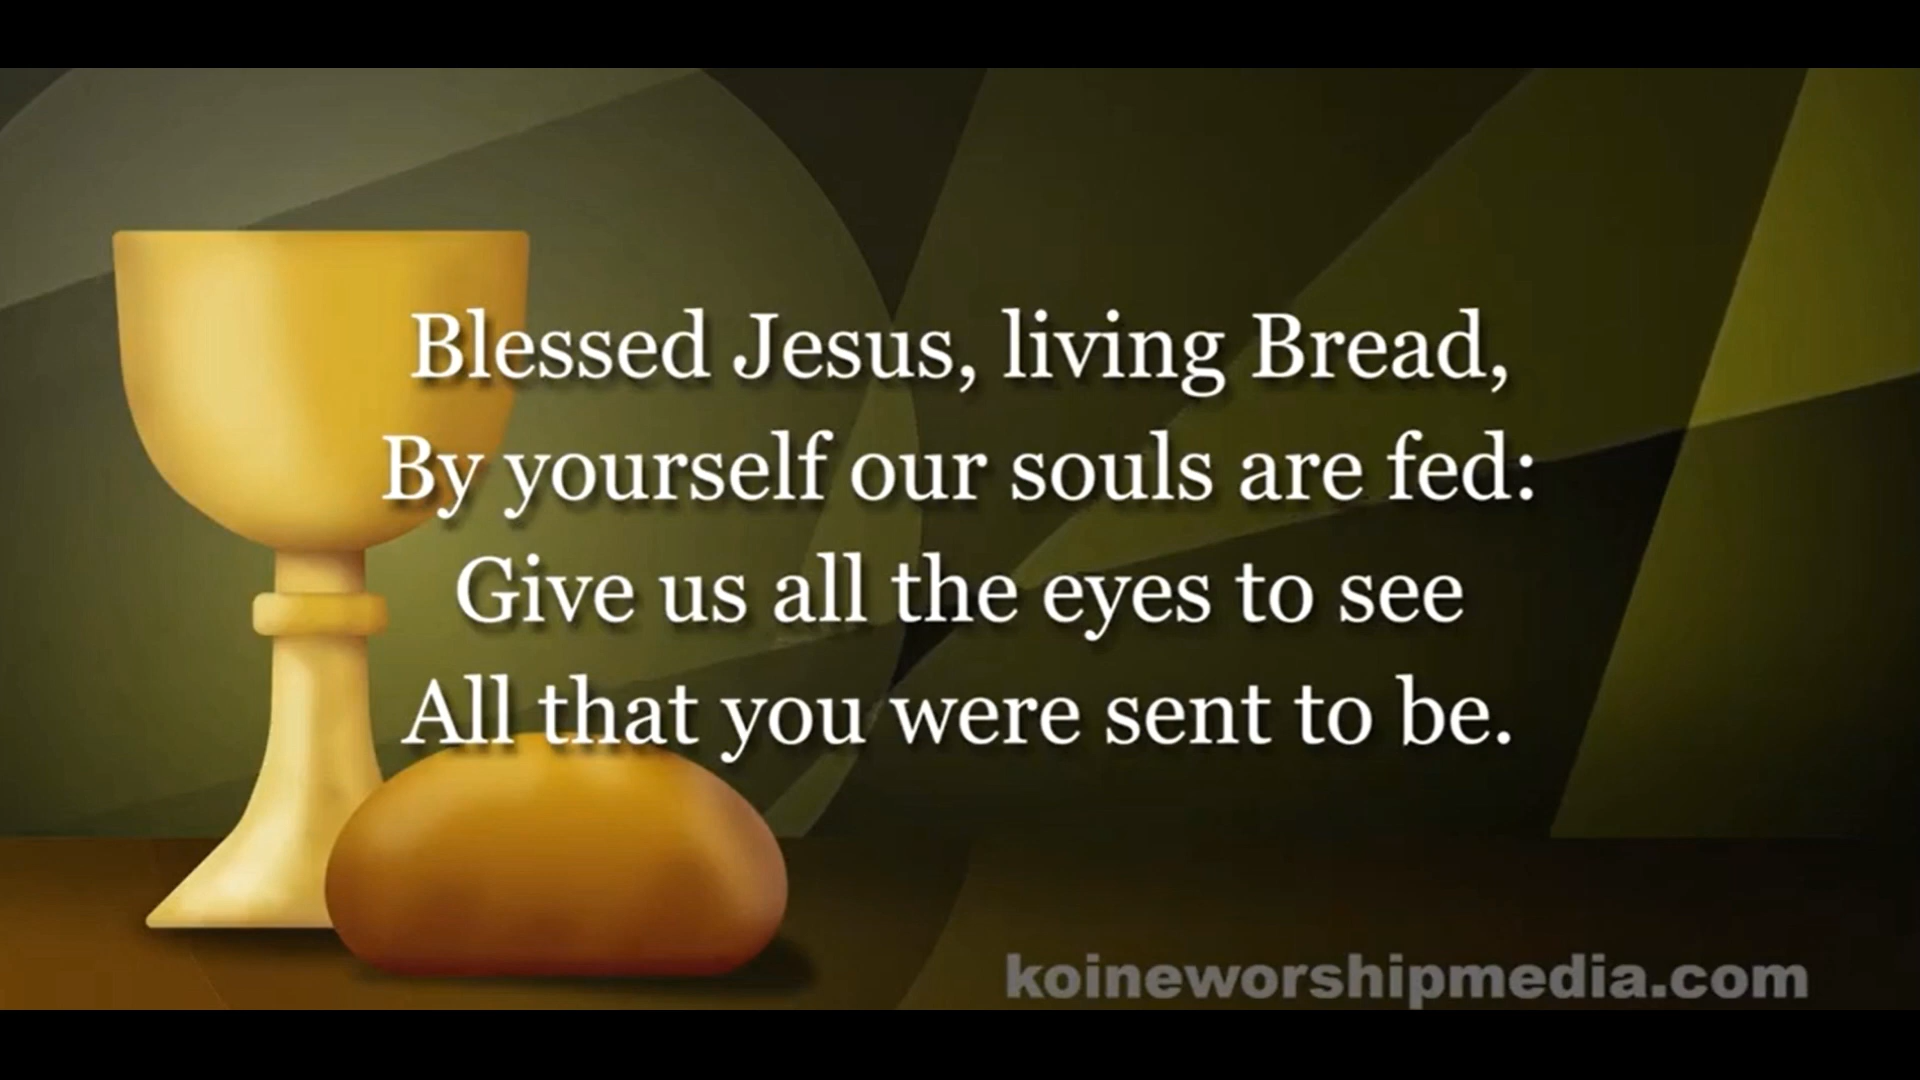 Blessed Jesus, living Bread,
By yourself our souls are fed:
Give us all the eyes to see
All that you were sent to be.
koineworshipmedia.com